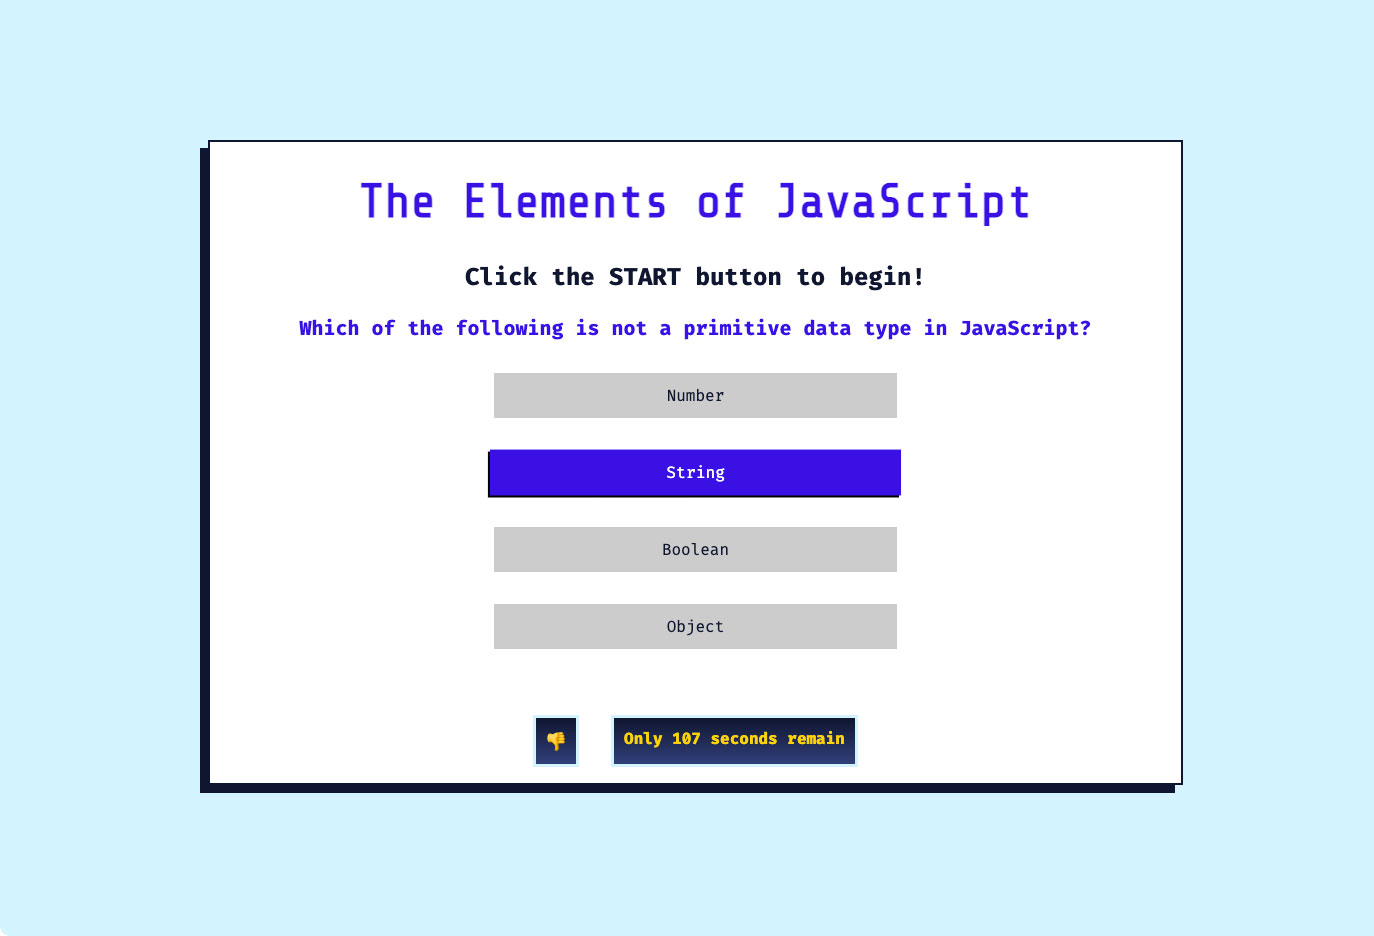 The Elements of JavaScript
Click the START button to begin!
Which of the following is not a primitive data type in JavaScript?
Number
String
Boolean
Object
Only 107 seconds remain